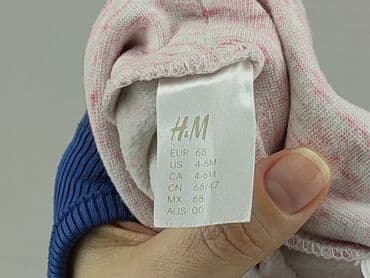 H&M
EUR 68
US 4-6M
CA 4-6M
CN 66/47
MX 68
AUS 00